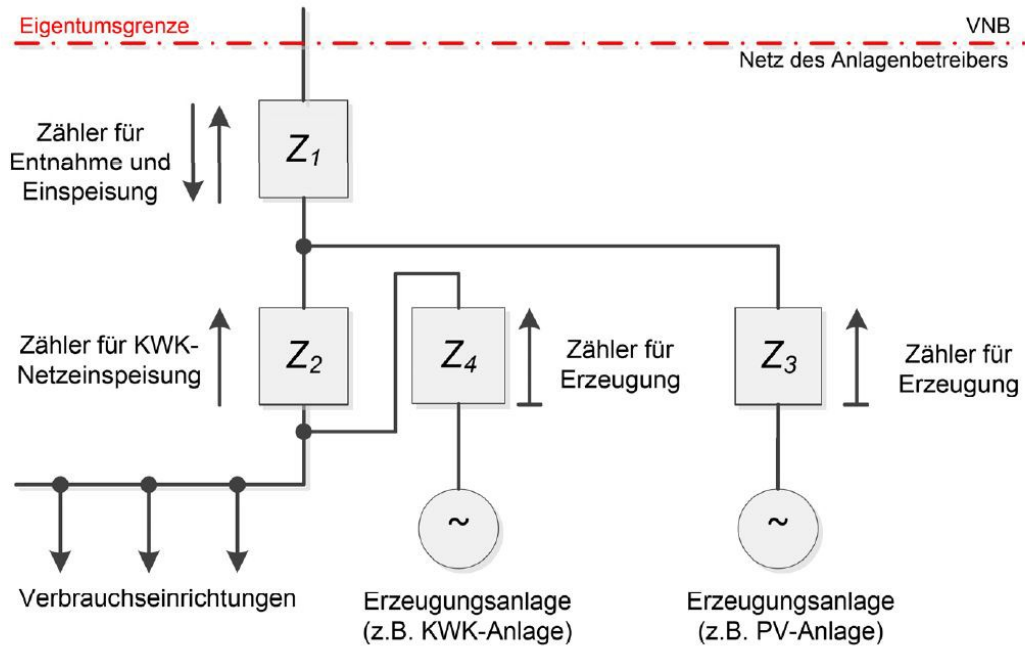 Eigentumsgrenze
VNB
Netz des Anlagenbetreibers
Zähler für
Entnahme und
Einspeisung
Z1
Zähler für KWK-
Netzeinspeisung
Z2
Z4
Zähler für
Erzeugung
Z3
Zähler für
Erzeugung
~
~
Verbrauchseinrichtungen
Erzeugungsanlage
(z.B. KWK-Anlage)
Erzeugungsanlage
(z.B. PV-Anlage)